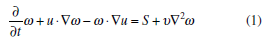 ∂/∂t ω + u · ∇ω − ω · ∇u = S + υ∇²ω (1)